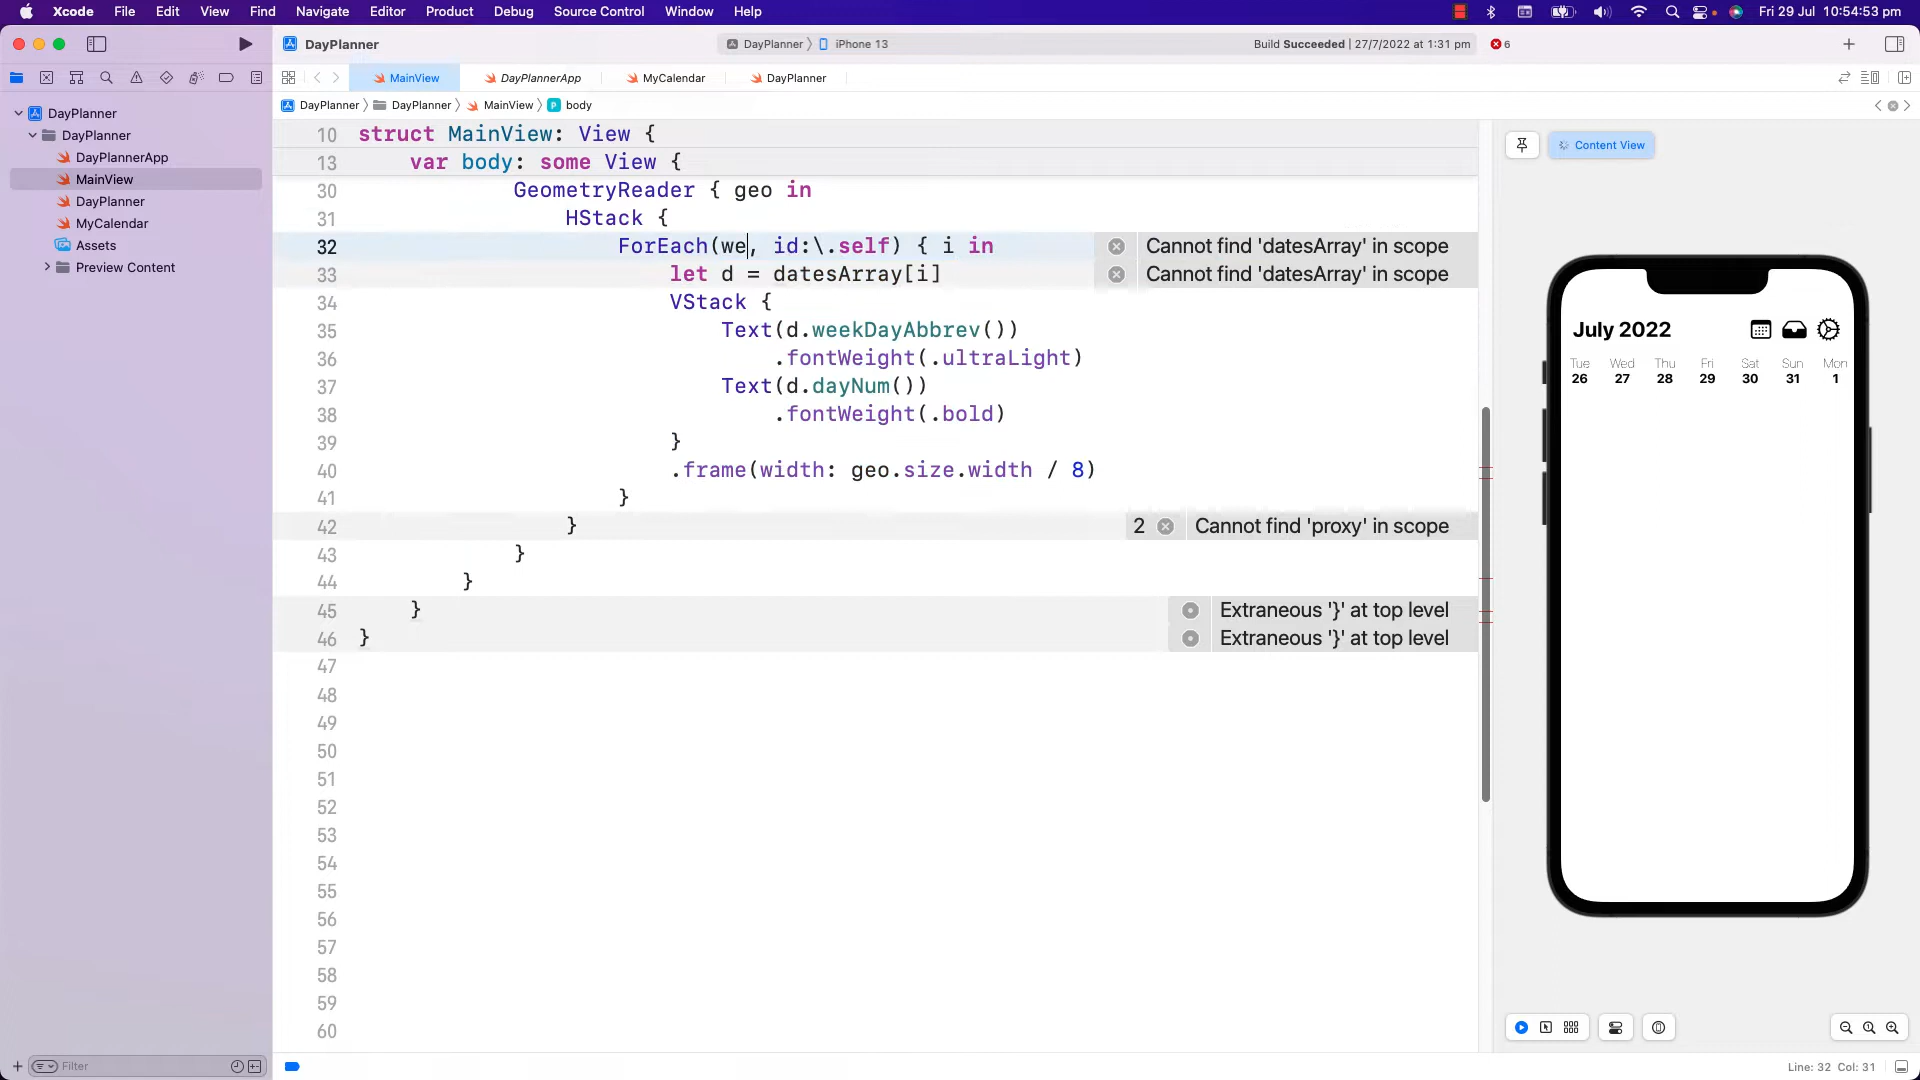 Xcode File Edit View Find Navigate Editor Product Debug Source Control Window Help Fri 29 Jul 10:54:53 pm
DayPlanner DayPlanner iPhone 13 Build Succeeded | 27/7/2022 at 1:31 pm 6
MainView DayPlannerApp MyCalendar DayPlanner
DayPlanner DayPlanner MainView P body
DayPlanner
DayPlanner
DayPlannerApp
MainView
DayPlanner
MyCalendar
Assets
Preview Content
Filter
10 struct MainView: View {
13 var body: some View {
30 GeometryReader { geo in
31 HStack {
32 ForEach(we, id:\.self) { i in Cannot find 'datesArray' in scope
33 let d = datesArray[i] Cannot find 'datesArray' in scope
34 VStack {
35 Text(d.weekDayAbbrev())
36 .fontWeight(.ultraLight)
37 Text(d.dayNum())
38 .fontWeight(.bold)
39 }
40 .frame(width: geo.size.width / 8)
41 }
42 } 2 Cannot find 'proxy' in scope
43 }
44 }
45 } Extraneous '}' at top level
46 } Extraneous '}' at top level
47
48
49
50
51
52
53
54
55
56
57
58
59
60
Content View
July 2022
Tue Wed Thu Fri Sat Sun Mon
26 27 28 29 30 31 1
Line: 32 Col: 31